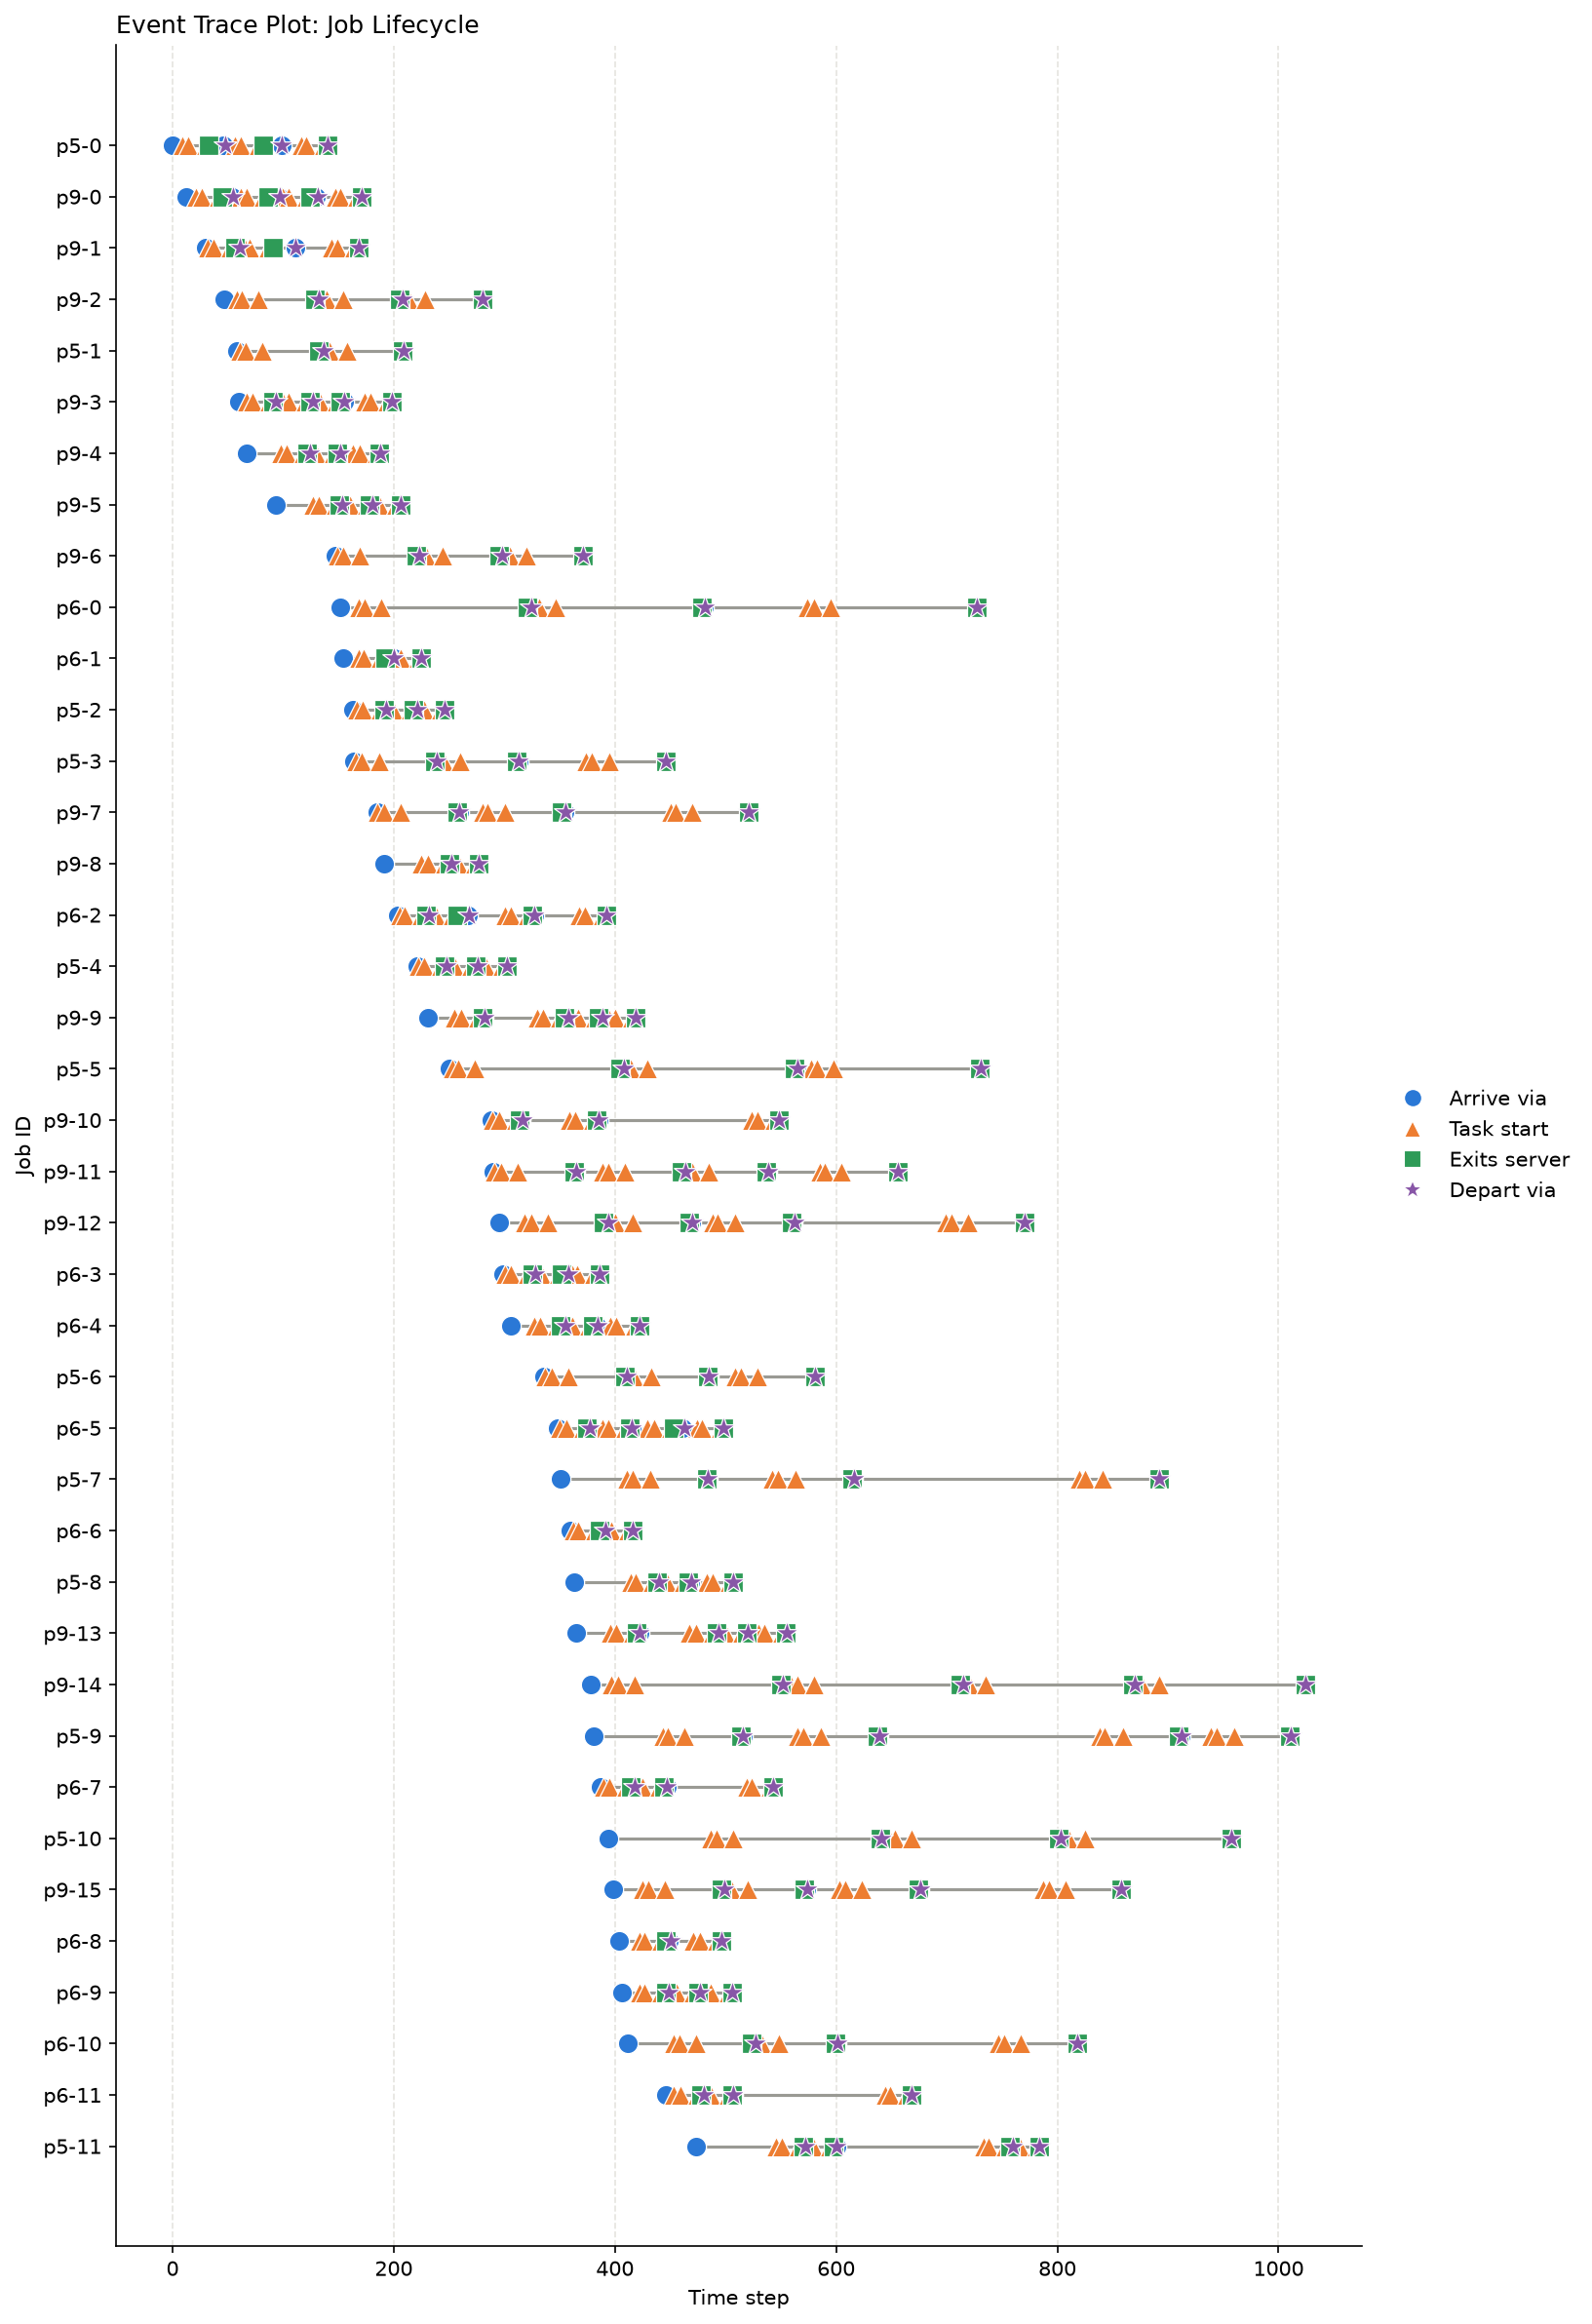 Event Trace Plot: Job Lifecycle
p5-0
p9-0
p9-1
p9-2
p5-1
p9-3
p9-4
p9-5
p9-6
p6-0
p6-1
p5-2
p5-3
p9-7
p9-8
p6-2
p5-4
p9-9
p5-5
p9-10
p9-11
p9-12
p6-3
p6-4
p5-6
p6-5
p5-7
p6-6
p5-8
p9-13
p9-14
p5-9
p6-7
p5-10
p9-15
p6-8
p6-9
p6-10
p6-11
p5-11
Job ID
0 200 400 600 800 1000
Time step
Arrive via
Task start
Exits server
Depart via